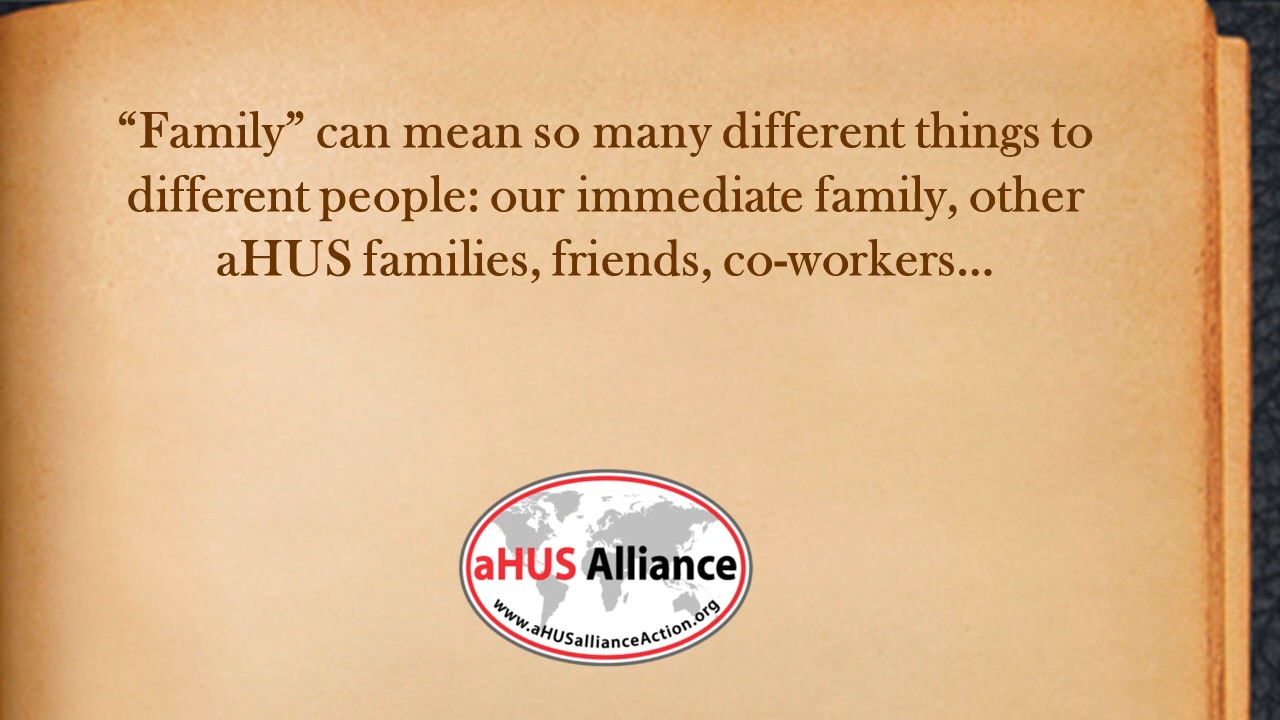 “Family” can mean so many different things to
different people: our immediate family, other
aHUS families, friends, co-workers...
aHUS Alliance
www.aHUSallianceAction.org